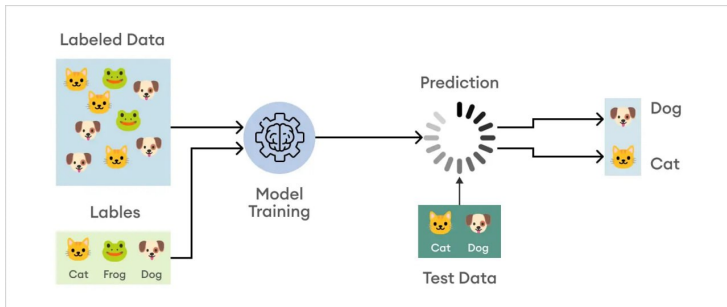 Labeled Data
Lables
Cat Frog Dog
Model
Training
Prediction
Cat Dog
Test Data
Dog
Cat